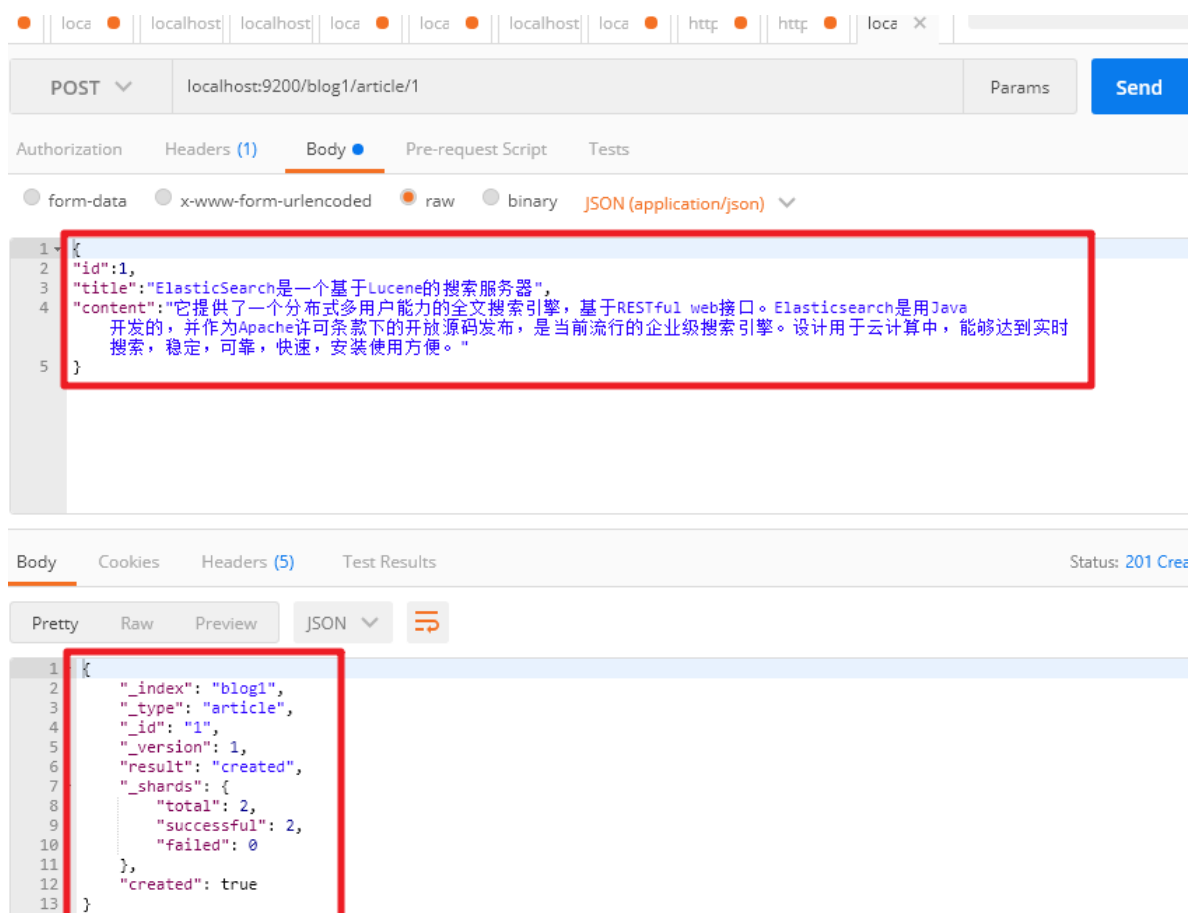 loca loca localhost localhost loca loca localhost loca http http loca ×
POST localhost:9200/blog1/article/1 Params Send
Authorization Headers (1) Body Pre-request Script Tests
form-data x-www-form-urlencoded raw binary JSON (application/json)
1 {
2 "id":1,
3 "title":"ElasticSearch是一个基于Lucene的搜索服务器",
4 "content":"它提供了一个分布式多用户能力的全文搜索引擎，基于RESTful web接口。Elasticsearch是用Java
开发的，并作为Apache许可条款下的开放源码发布，是当前流行的企业级搜索引擎。设计用于云计算中，能够达到实时
搜索，稳定，可靠，快速，安装使用方便。"
5 }
Body Cookies Headers (5) Test Results Status: 201 Crea
Pretty Raw Preview JSON
1 {
2 "_index": "blog1",
3 "_type": "article",
4 "_id": "1",
5 "_version": 1,
6 "result": "created",
7 "_shards": {
8 "total": 2,
9 "successful": 2,
10 "failed": 0
11 },
12 "created": true
13 }